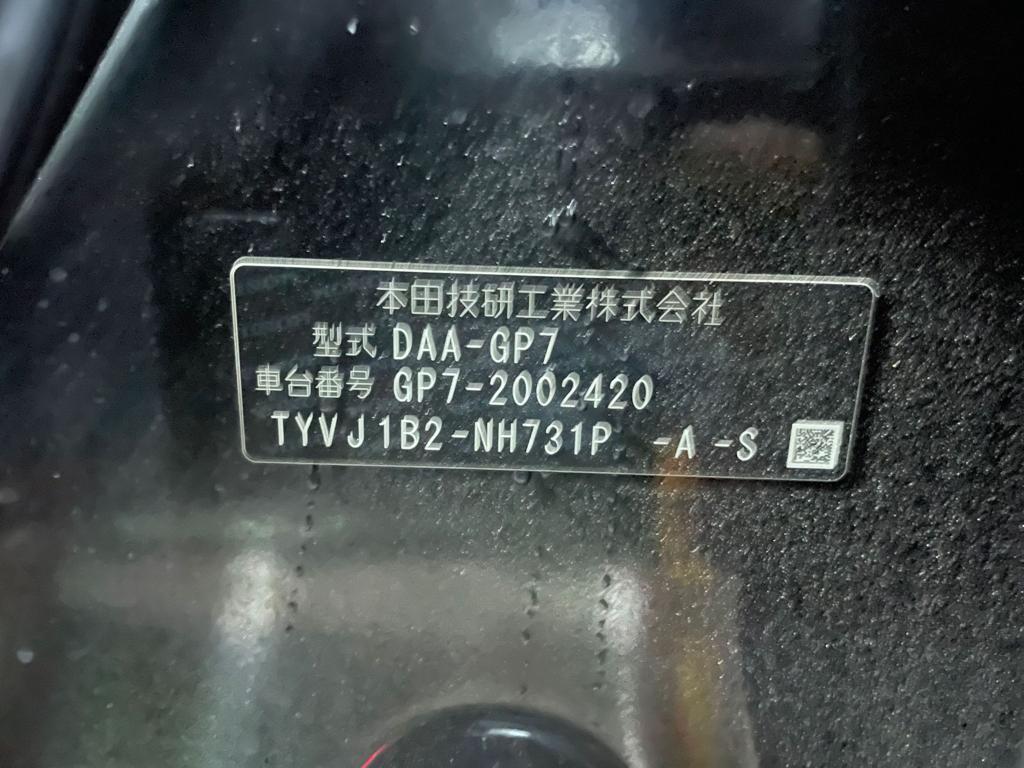 本田技研工業株式会社
型式 DAA-GP7
車台番号 GP7-2002420
TYVJ1B2-NH731P -A -S